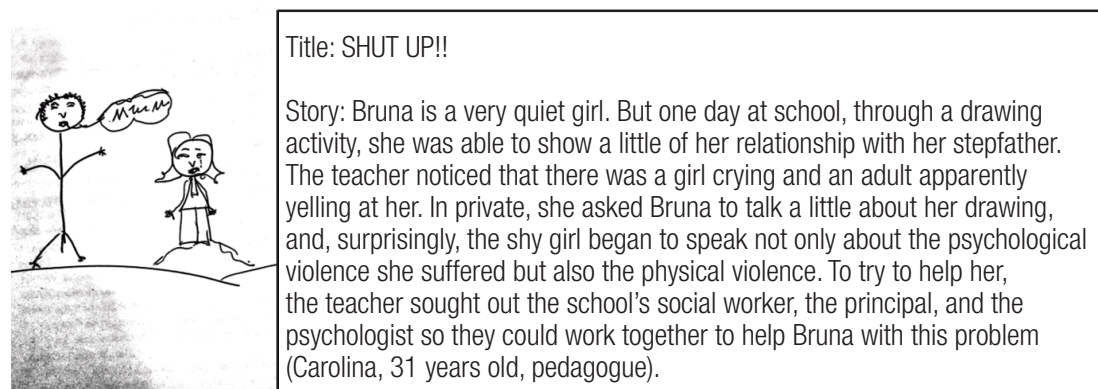 Title: SHUT UP!!
Story: Bruna is a very quiet girl. But one day at school, through a drawing
activity, she was able to show a little of her relationship with her stepfather.
The teacher noticed that there was a girl crying and an adult apparently
yelling at her. In private, she asked Bruna to talk a little about her drawing,
and, surprisingly, the shy girl began to speak not only about the psychological
violence she suffered but also the physical violence. To try to help her,
the teacher sought out the school’s social worker, the principal, and the
psychologist so they could work together to help Bruna with this problem
(Carolina, 31 years old, pedagogue).